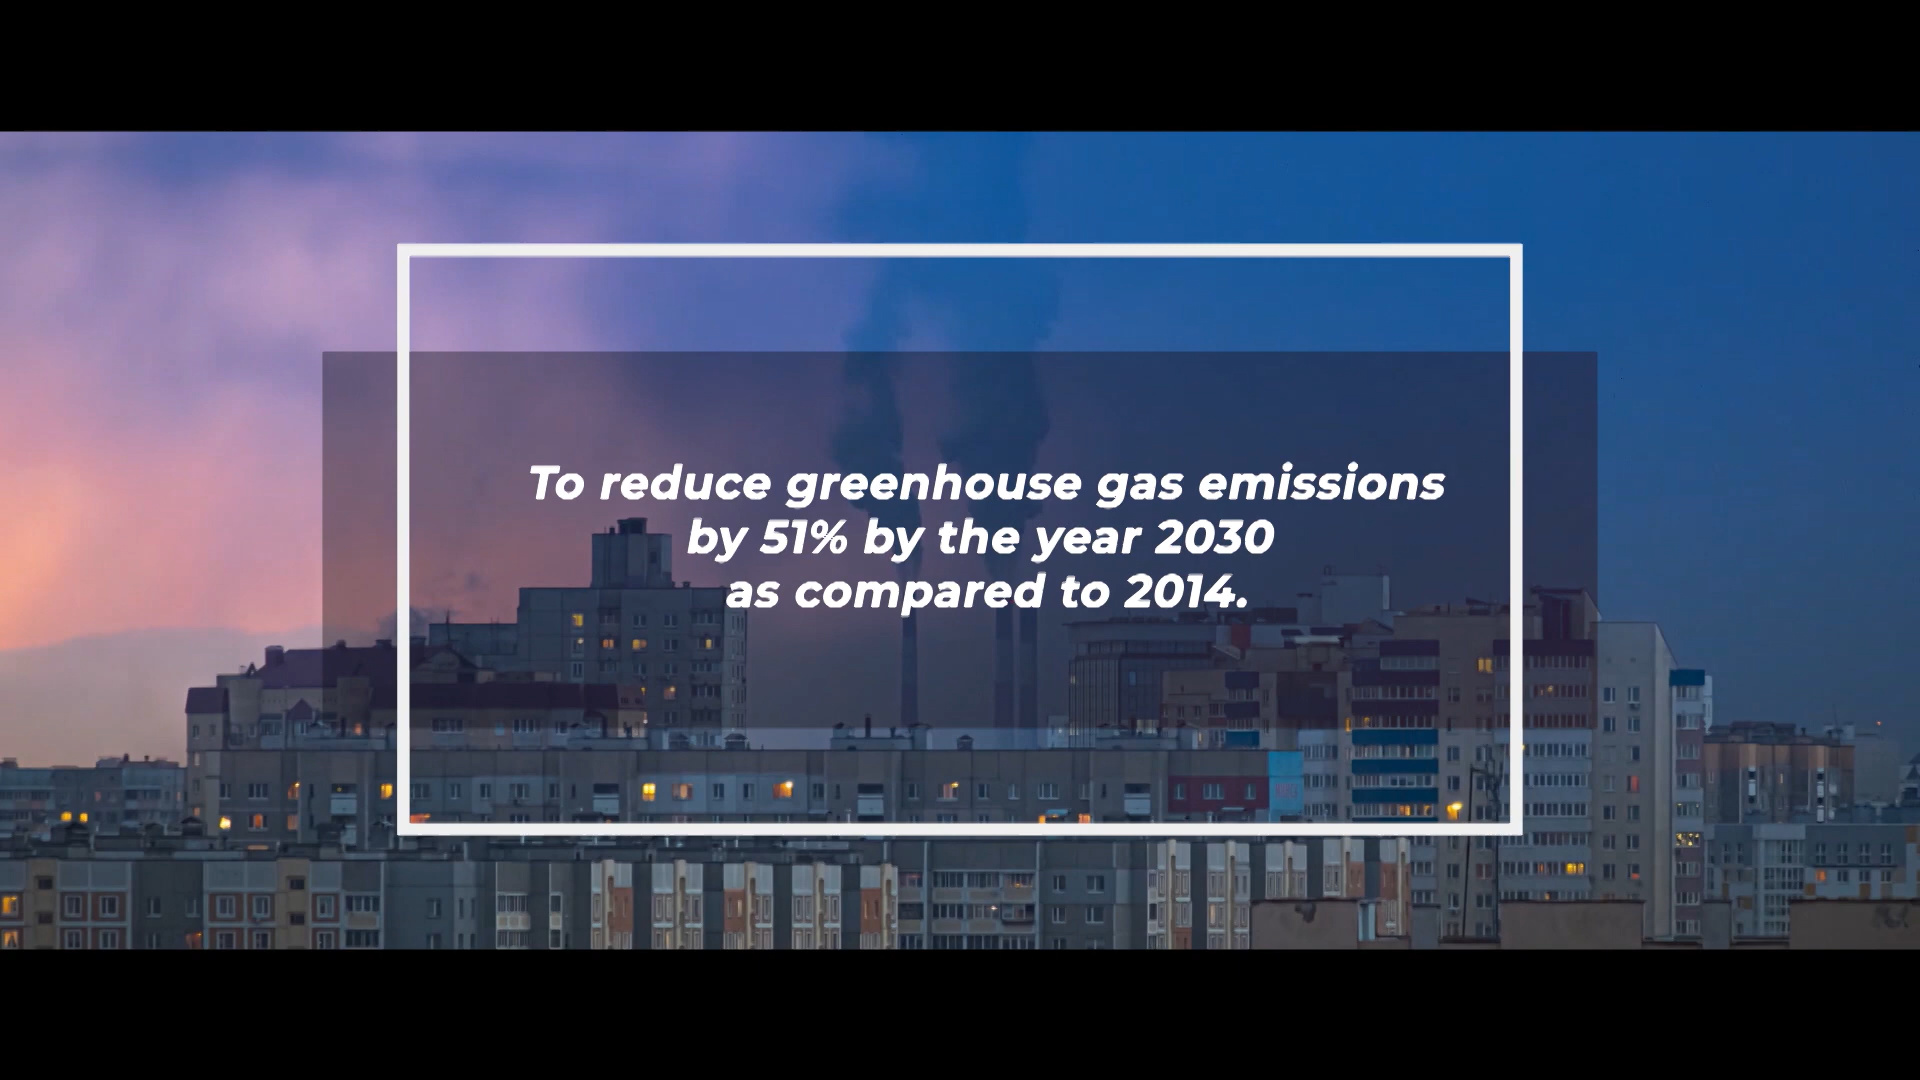 To reduce greenhouse gas emissions
by 51% by the year 2030
as compared to 2014.